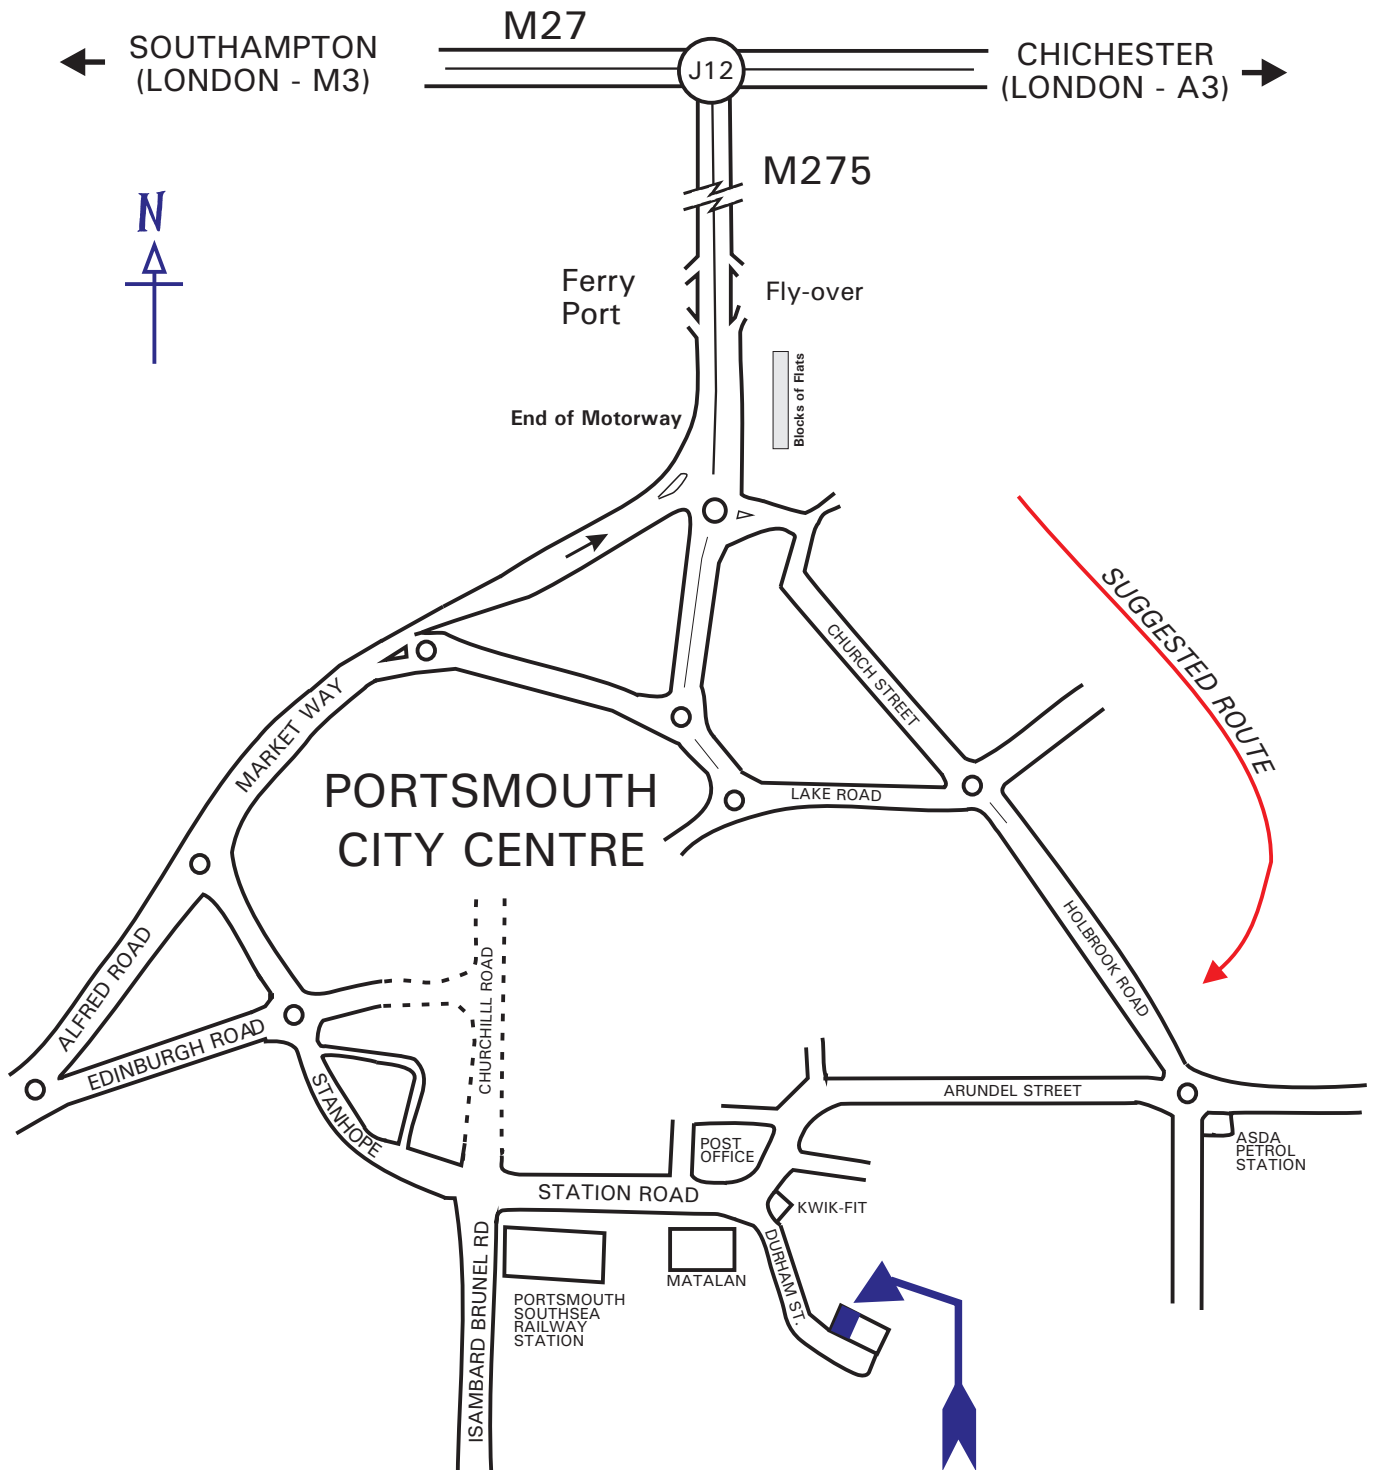 M27
SOUTHAMPTON
(LONDON - M3)
J12
CHICHESTER
(LONDON - A3)
M275
N
Ferry
Port
Fly-over
Blocks of Flats
End of Motorway
SUGGESTED ROUTE
CHURCH STREET
MARKET WAY
PORTSMOUTH
CITY CENTRE
LAKE ROAD
HOLBROOK ROAD
ALFRED ROAD
EDINBURGH ROAD
CHURCHILLL ROAD
STANHOPE
ARUNDEL STREET
POST
OFFICE
ASDA
PETROL
STATION
STATION ROAD
KWIK-FIT
DURHAM ST.
MATALAN
ISAMBARD BRUNEL RD
PORTSMOUTH
SOUTHSEA
RAILWAY
STATION